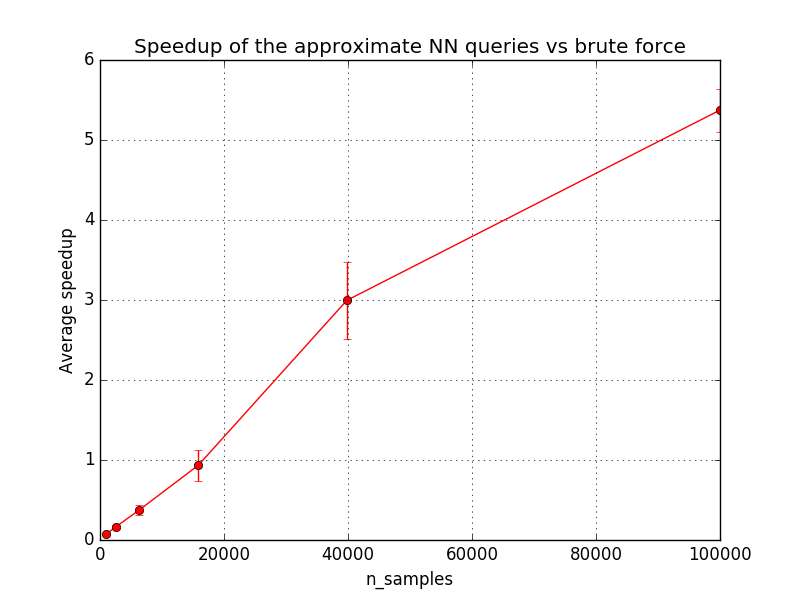 Speedup of the approximate NN queries vs brute force
6
5
4
3
2
1
0
Average speedup
0 20000 40000 60000 80000 100000
n_samples